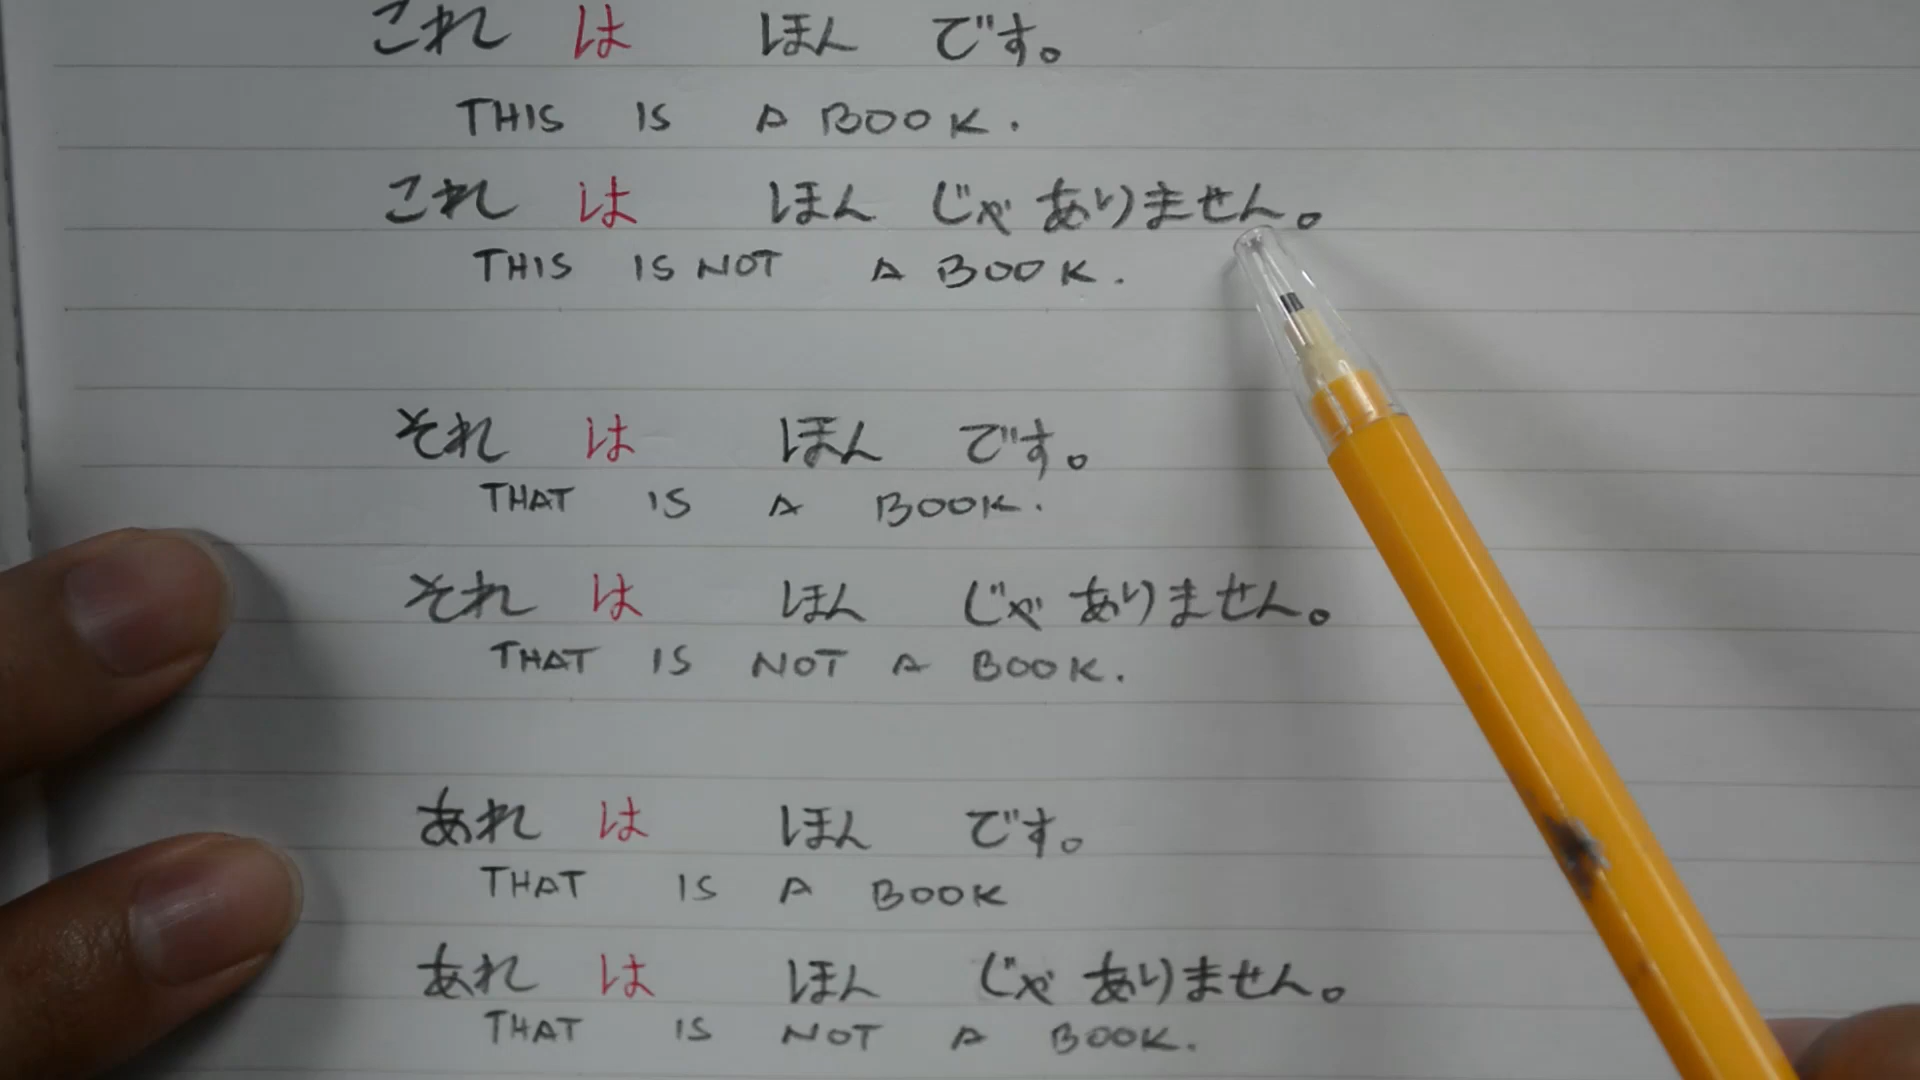 これ は ほん です。
THIS IS A BOOK.
これ は ほん じゃ ありません。
THIS IS NOT A BOOK.
それ は ほん です。
THAT IS A BOOK.
それ は ほん じゃ ありません。
THAT IS NOT A BOOK.
あれ は ほん です。
THAT IS A BOOK
あれ は ほん じゃ ありません。
THAT IS NOT A BOOK.